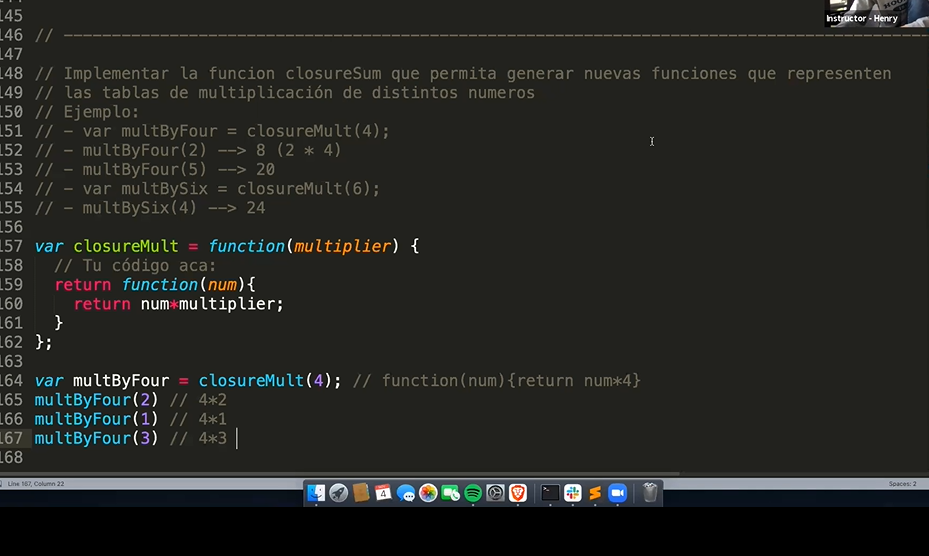 Instructor - Henry
145
146 // ------------------------------------------------------------------------------------------
147
148 // Implementar la funcion closureSum que permita generar nuevas funciones que representen
149 // las tablas de multiplicación de distintos numeros
150 // Ejemplo:
151 // - var multByFour = closureMult(4);
152 // - multByFour(2) --> 8 (2 * 4)
153 // - multByFour(5) --> 20
154 // - var multBySix = closureMult(6);
155 // - multBySix(4) --> 24
156
157 var closureMult = function(multiplier) {
158 // Tu código aca:
159 return function(num){
160 return num*multiplier;
161 }
162 };
163
164 var multByFour = closureMult(4); // function(num){return num*4}
165 multByFour(2) // 4*2
166 multByFour(1) // 4*1
167 multByFour(3) // 4*3
168
Line 167, Column 22
Spaces: 2
4